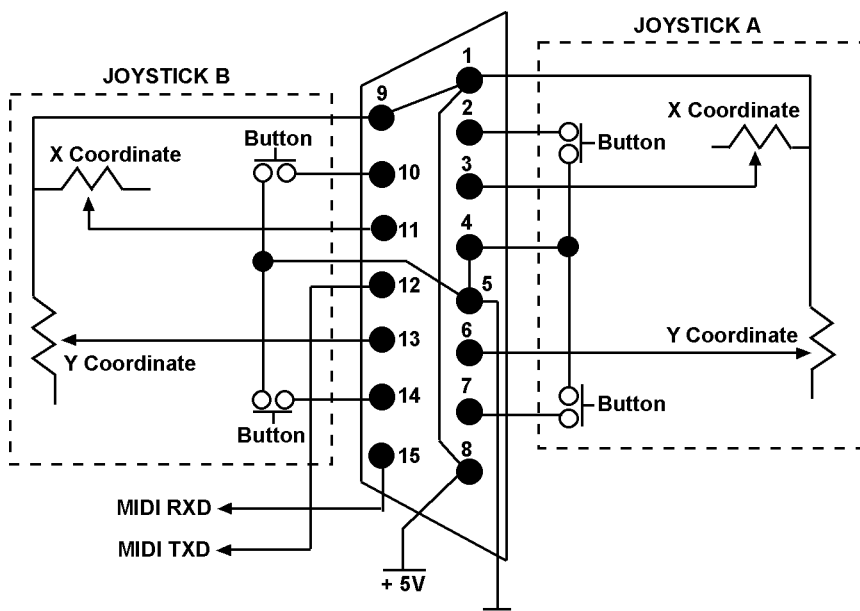 JOYSTICK A
JOYSTICK B
1
9
2
X Coordinate
Button
Button
X Coordinate
10
3
11
4
12
5
13
6
Y Coordinate
Y Coordinate
14
7
Button
Button
15
8
MIDI RXD
MIDI TXD
+ 5V